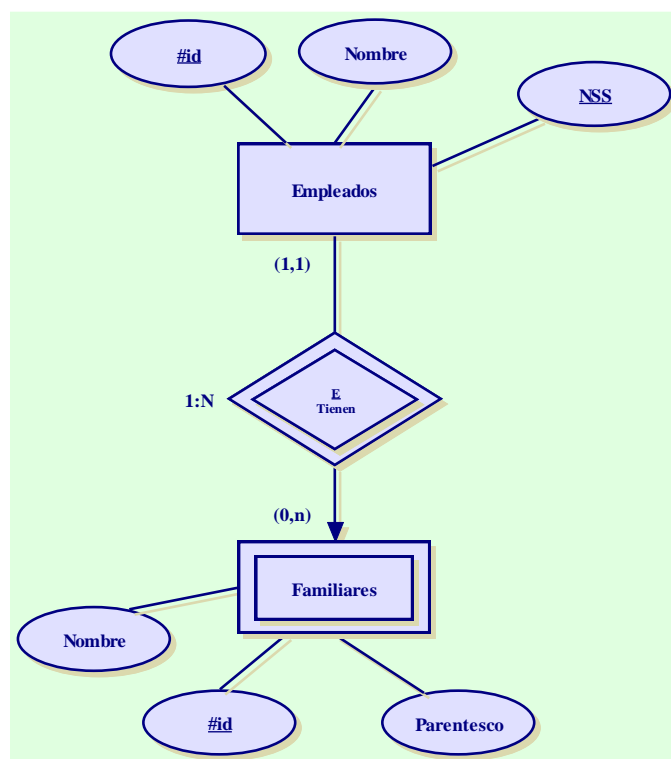 #id
Nombre
NSS
Empleados
(1,1)
E
1:N
Tienen
(0,n)
Familiares
Nombre
#id
Parentesco